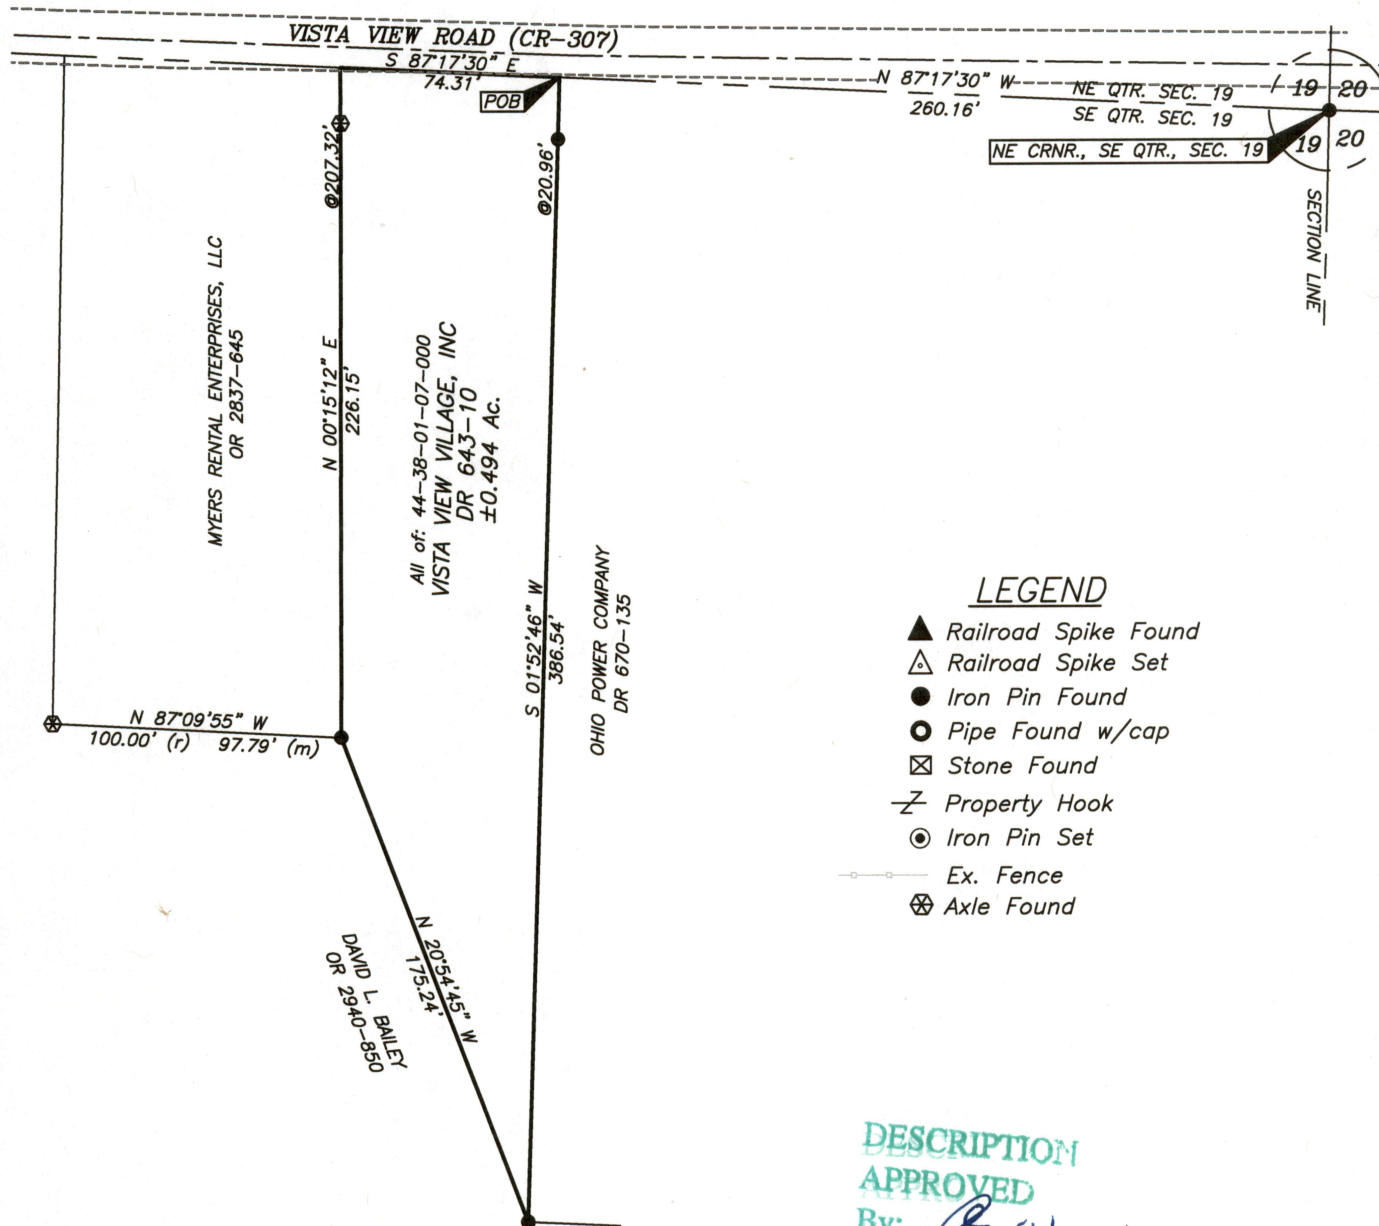 VISTA VIEW ROAD (CR-307)
S 87°17'30" E
74.31'
POB
N 87°17'30" W
260.16'
NE QTR. SEC. 19
SE QTR. SEC. 19
19 20
19 20
NE CRNR., SE QTR., SEC. 19
SECTION LINE
@207.32'
@20.96'
MYERS RENTAL ENTERPRISES, LLC
OR 2837-645
N 00°15'12" E
226.15'
All of: 44-38-01-07-000
VISTA VIEW VILLAGE, INC
DR 643-10
±0.494 Ac.
S 01°52'46" W
386.54'
OHIO POWER COMPANY
DR 670-135
N 87°09'55" W
100.00' (r) 97.79' (m)
N 20°54'45" W
175.24'
DAVID L. BAILEY
OR 2940-850
LEGEND
Railroad Spike Found
Railroad Spike Set
Iron Pin Found
Pipe Found w/cap
Stone Found
Property Hook
Iron Pin Set
Ex. Fence
Axle Found
DESCRIPTION
APPROVED
By: